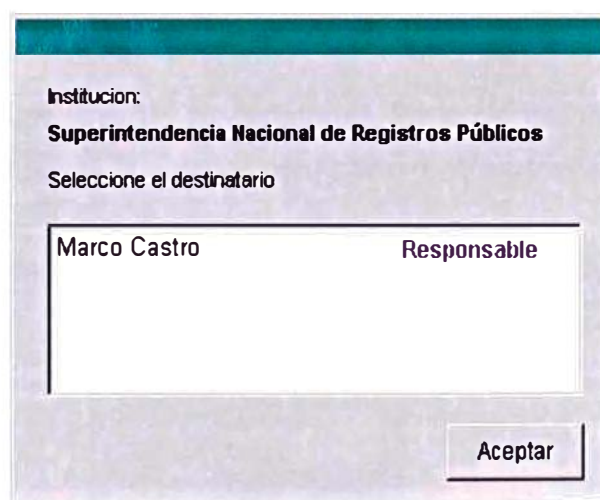 Institucion:
Superintendencia Nacional de Registros Públicos
Seleccione el destinatario
Marco Castro Responsable
Aceptar